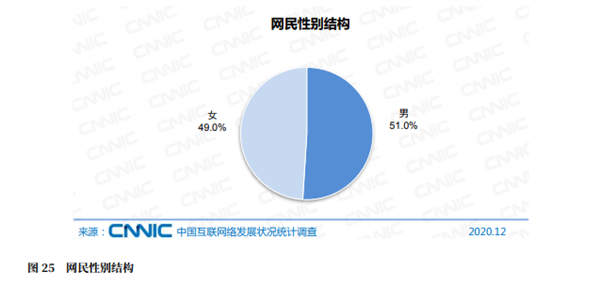 网民性别结构
女
49.0%
男
51.0%
来源：CNNIC 中国互联网络发展状况统计调查
2020.12
图 25 网民性别结构